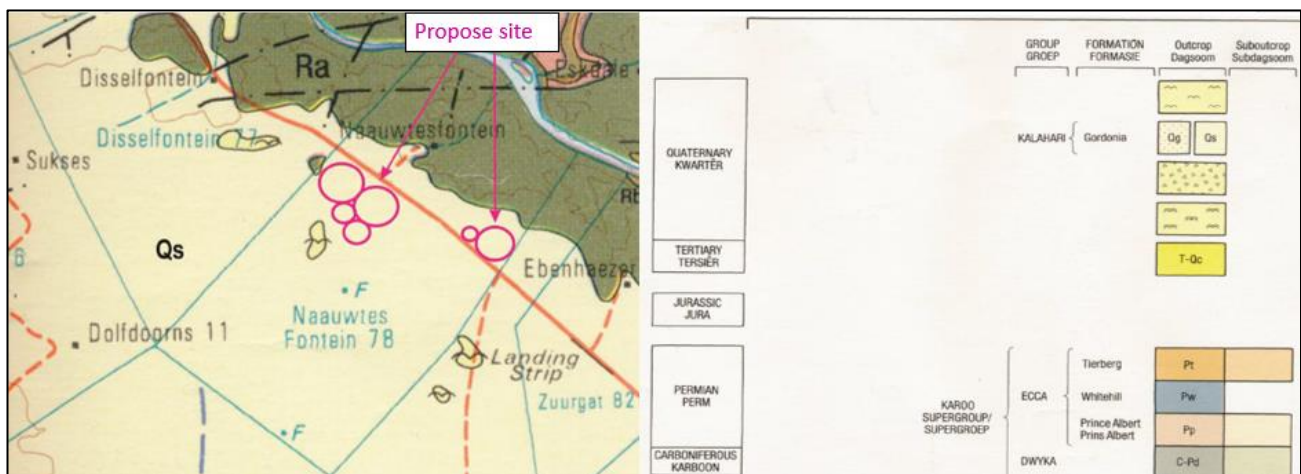 Propose site
Disselfontein
Ra
Eskdale
Naauwtesfontein
Disselfontein 77
Sukses
Qs
6
Ebenhaezer
F
Naauwtes
Fontein 78
Dolfdoorns 11
Landing
Strip
Zuurgat 82
F
GROUP
GROEP
FORMATION
FORMASIE
Outcrop
Dagsoom
Suboutcrop
Subdagsoom
QUATERNARY
KWARTÊR
KALAHARI
Gordonia
Qg
Qs
TERTIARY
TERSIÊR
T-Qc
JURASSIC
JURA
PERMIAN
PERM
KAROO
SUPERGROUP/
SUPERGROEP
ECCA
Tierberg
Pt
Whitehill
Pw
Prince Albert
Prins Albert
Pp
CARBONIFEROUS
KARBOON
DWYKA
C-Pd